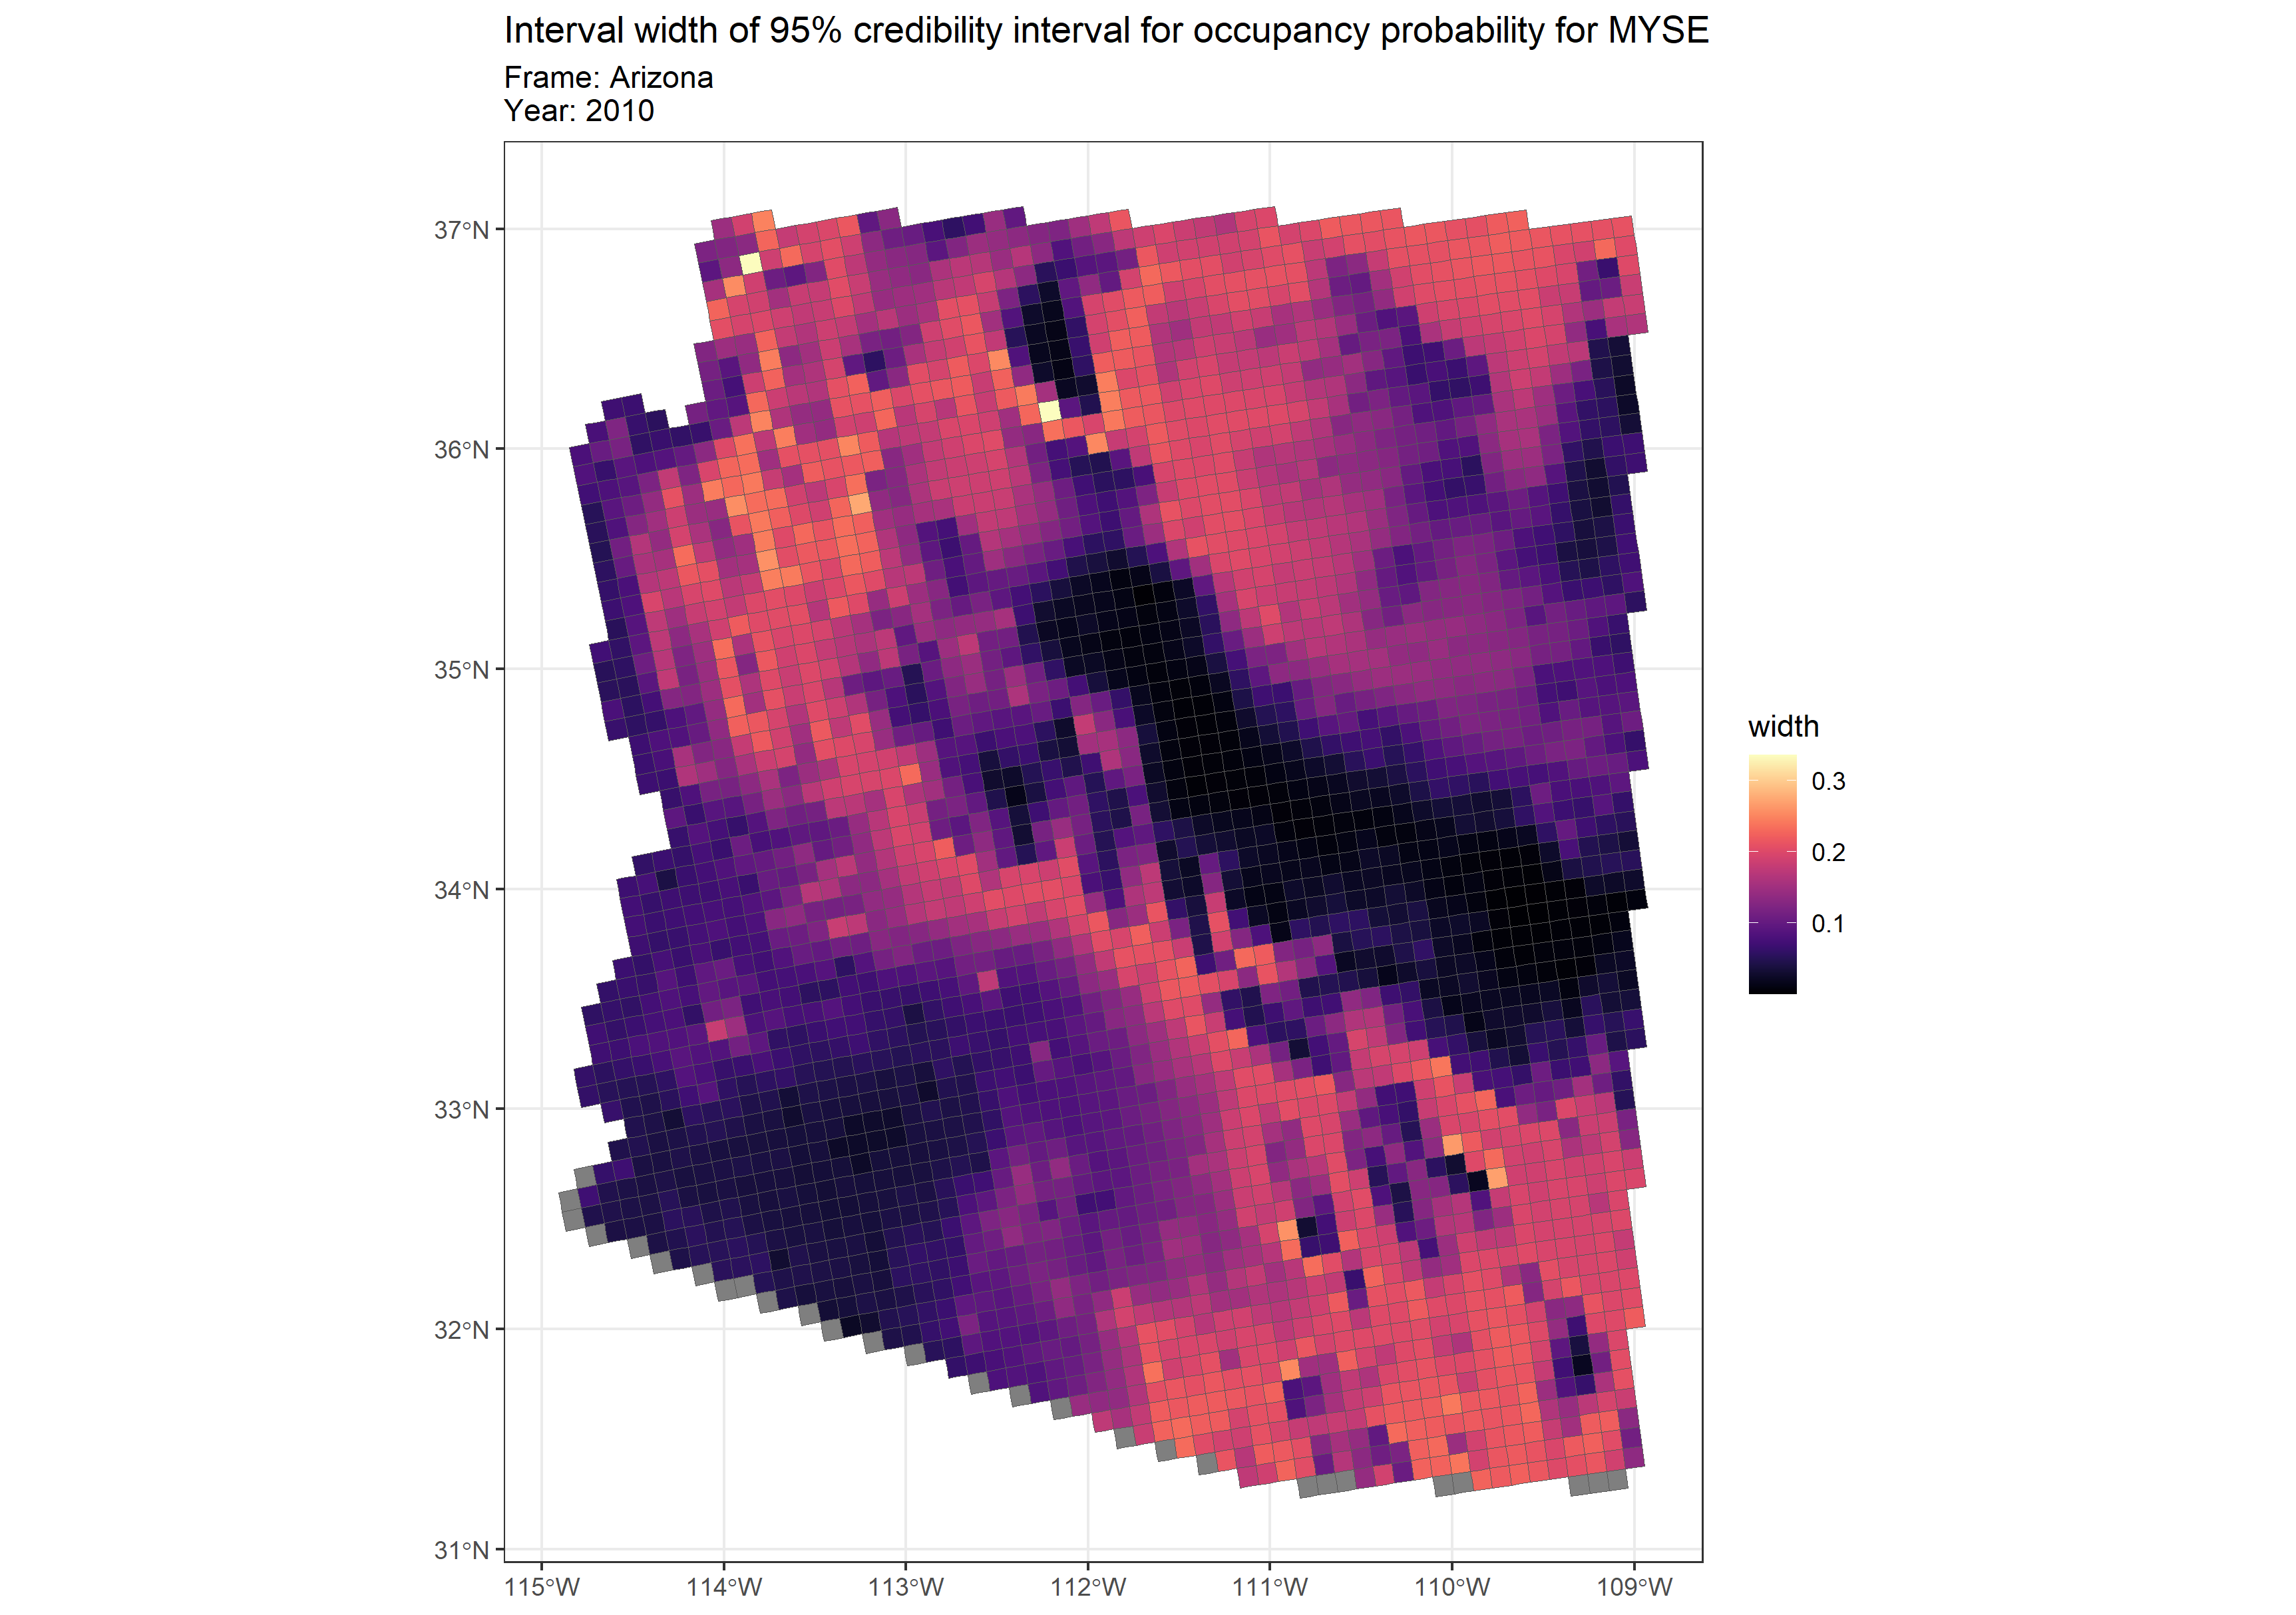 Interval width of 95% credibility interval for occupancy probability for MYSE
Frame: Arizona
Year: 2010
37°N
36°N
35°N
34°N
33°N
32°N
31°N
115°W 114°W 113°W 112°W 111°W 110°W 109°W
width
0.3
0.2
0.1